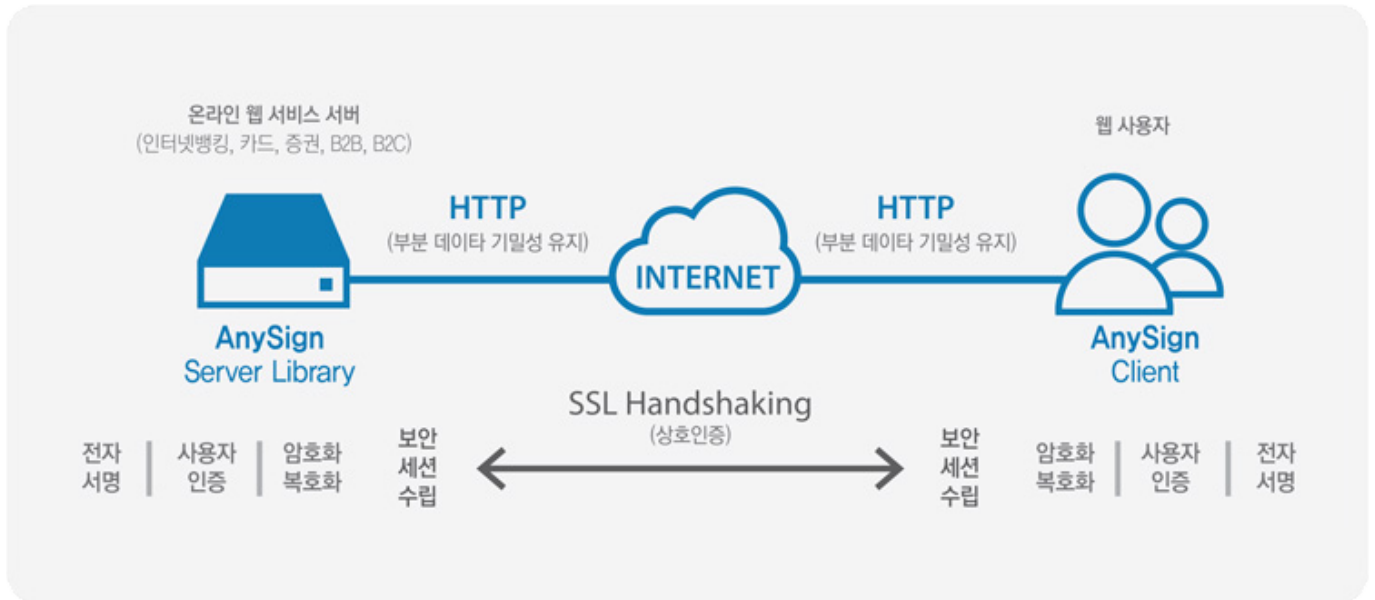 온라인 웹 서비스 서버
(인터넷뱅킹, 카드, 증권, B2B, B2C)
웹 사용자
HTTP
(부분 데이타 기밀성 유지)
INTERNET
HTTP
(부분 데이타 기밀성 유지)
AnySign
Server Library
AnySign
Client
SSL Handshaking
(상호인증)
전자
서명
사용자
인증
암호화
복호화
보안
세션
수립
보안
세션
수립
암호화
복호화
사용자
인증
전자
서명